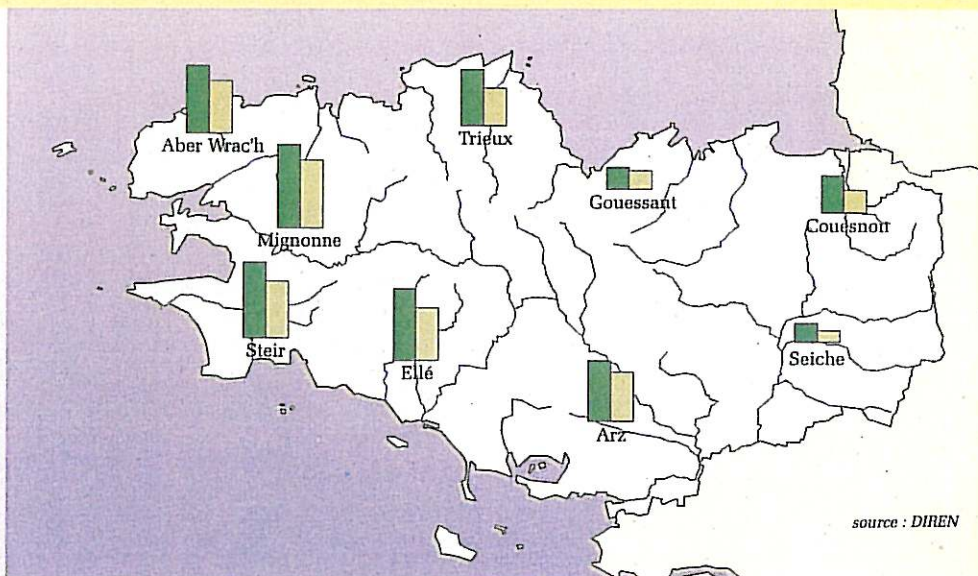 Aber Wrac'h
Trieux
Gouessant
Couesnon
Mignonne
Steir
Ellé
Seiche
Arz
source : DIREN